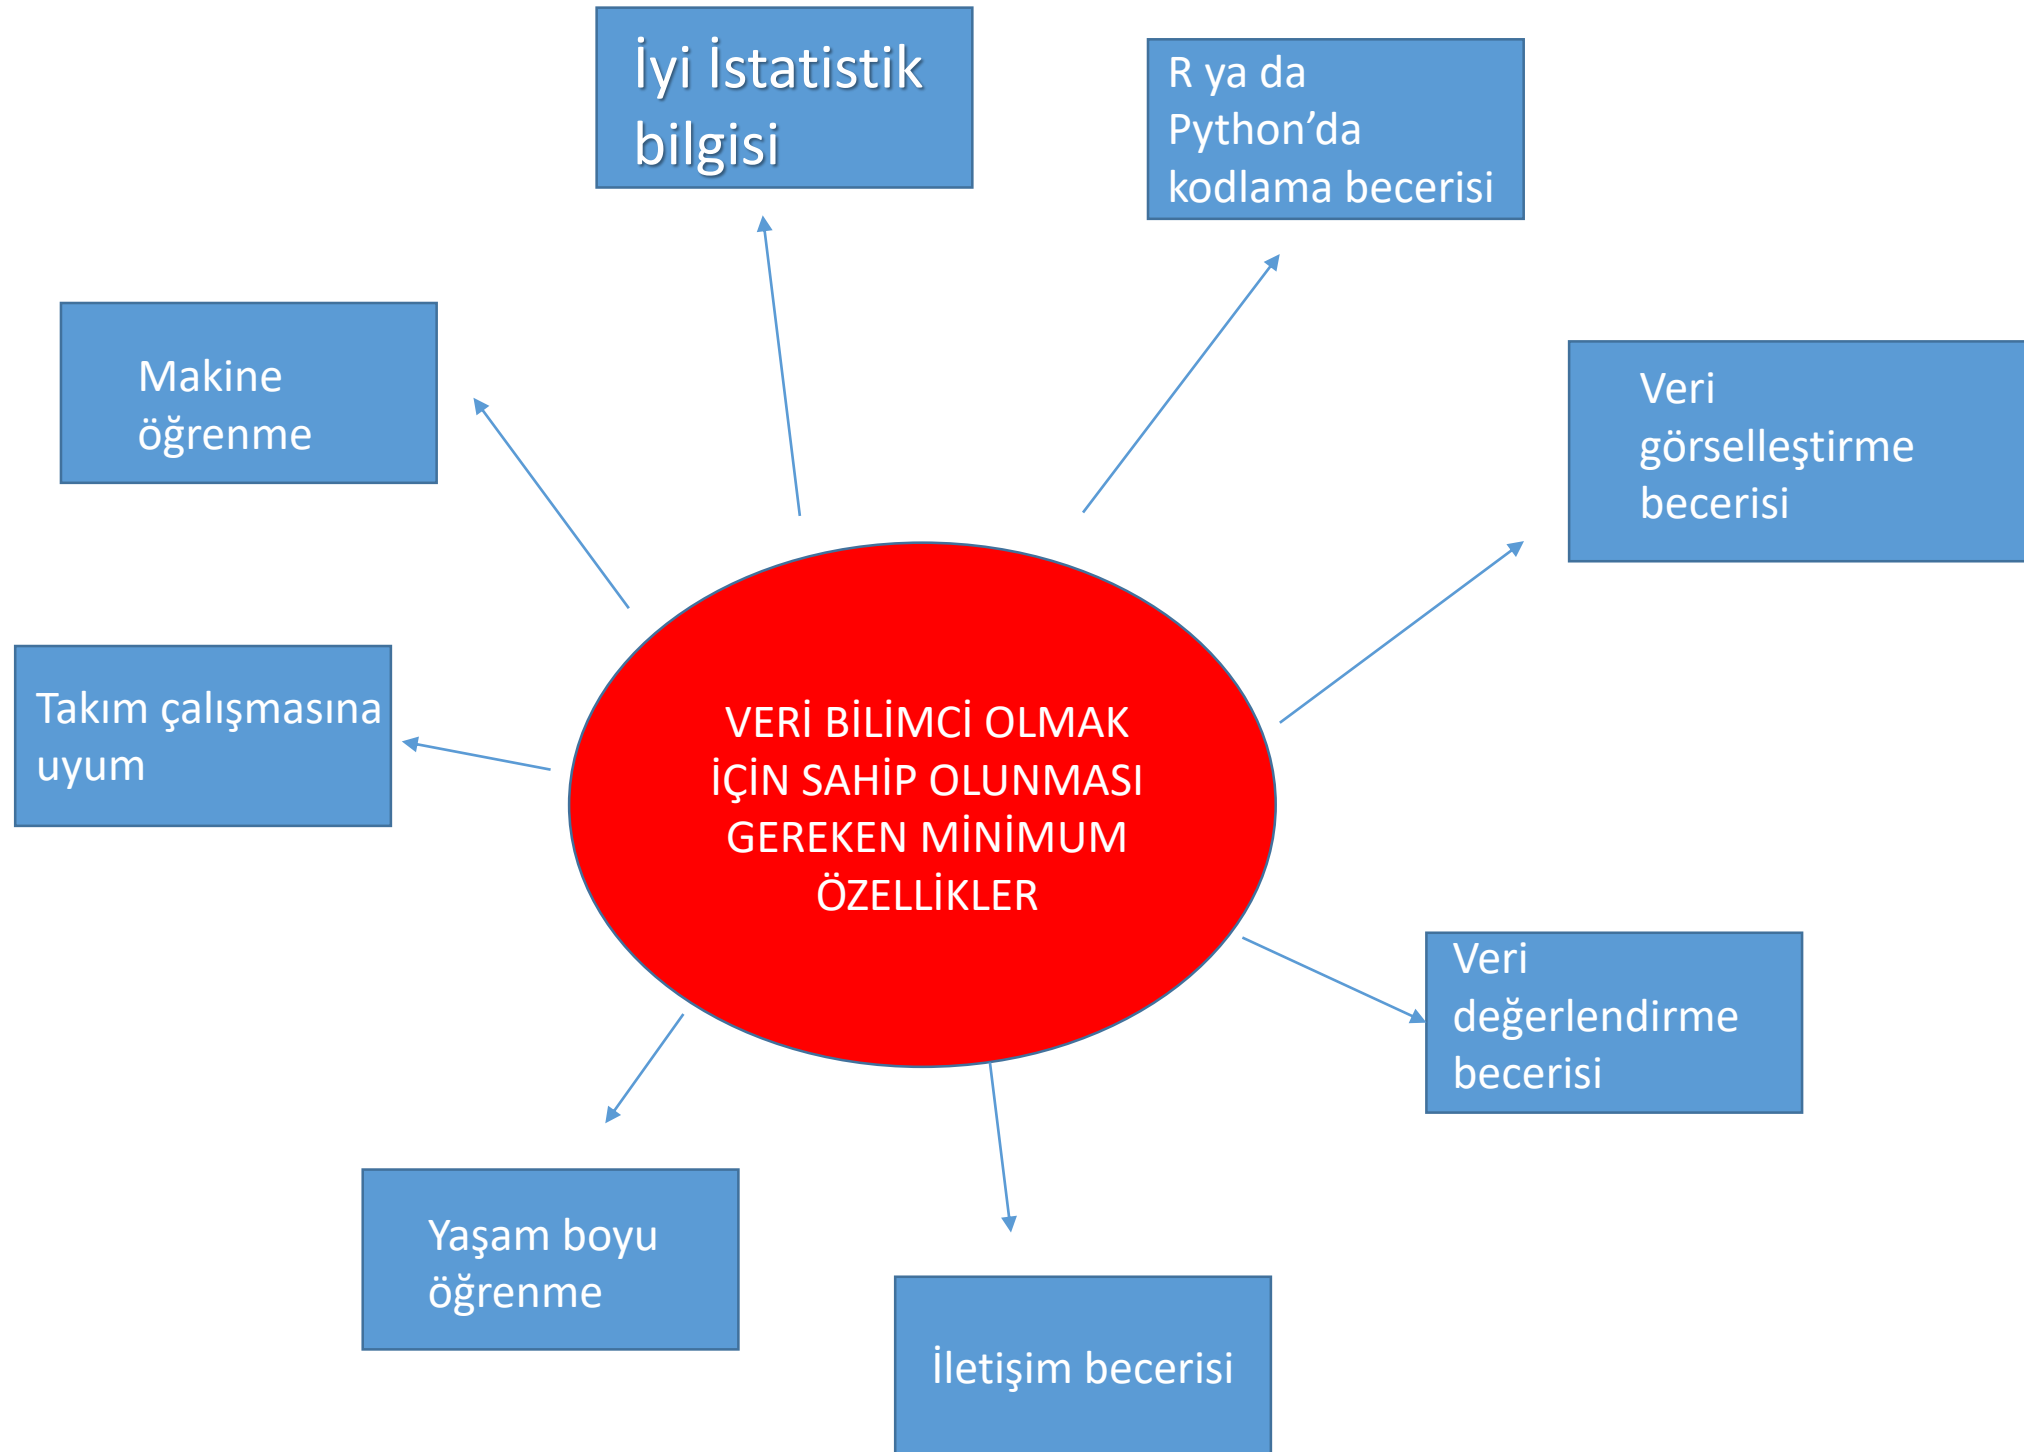 İyi İstatistik
bilgisi
R ya da
Python’da
kodlama becerisi
Makine
öğrenme
Veri
görselleştirme
becerisi
Takım çalışmasına
uyum
VERİ BİLİMCİ OLMAK
İÇİN SAHİP OLUNMASI
GEREKEN MİNİMUM
ÖZELLİKLER
Veri
değerlendirme
becerisi
Yaşam boyu
öğrenme
İletişim becerisi